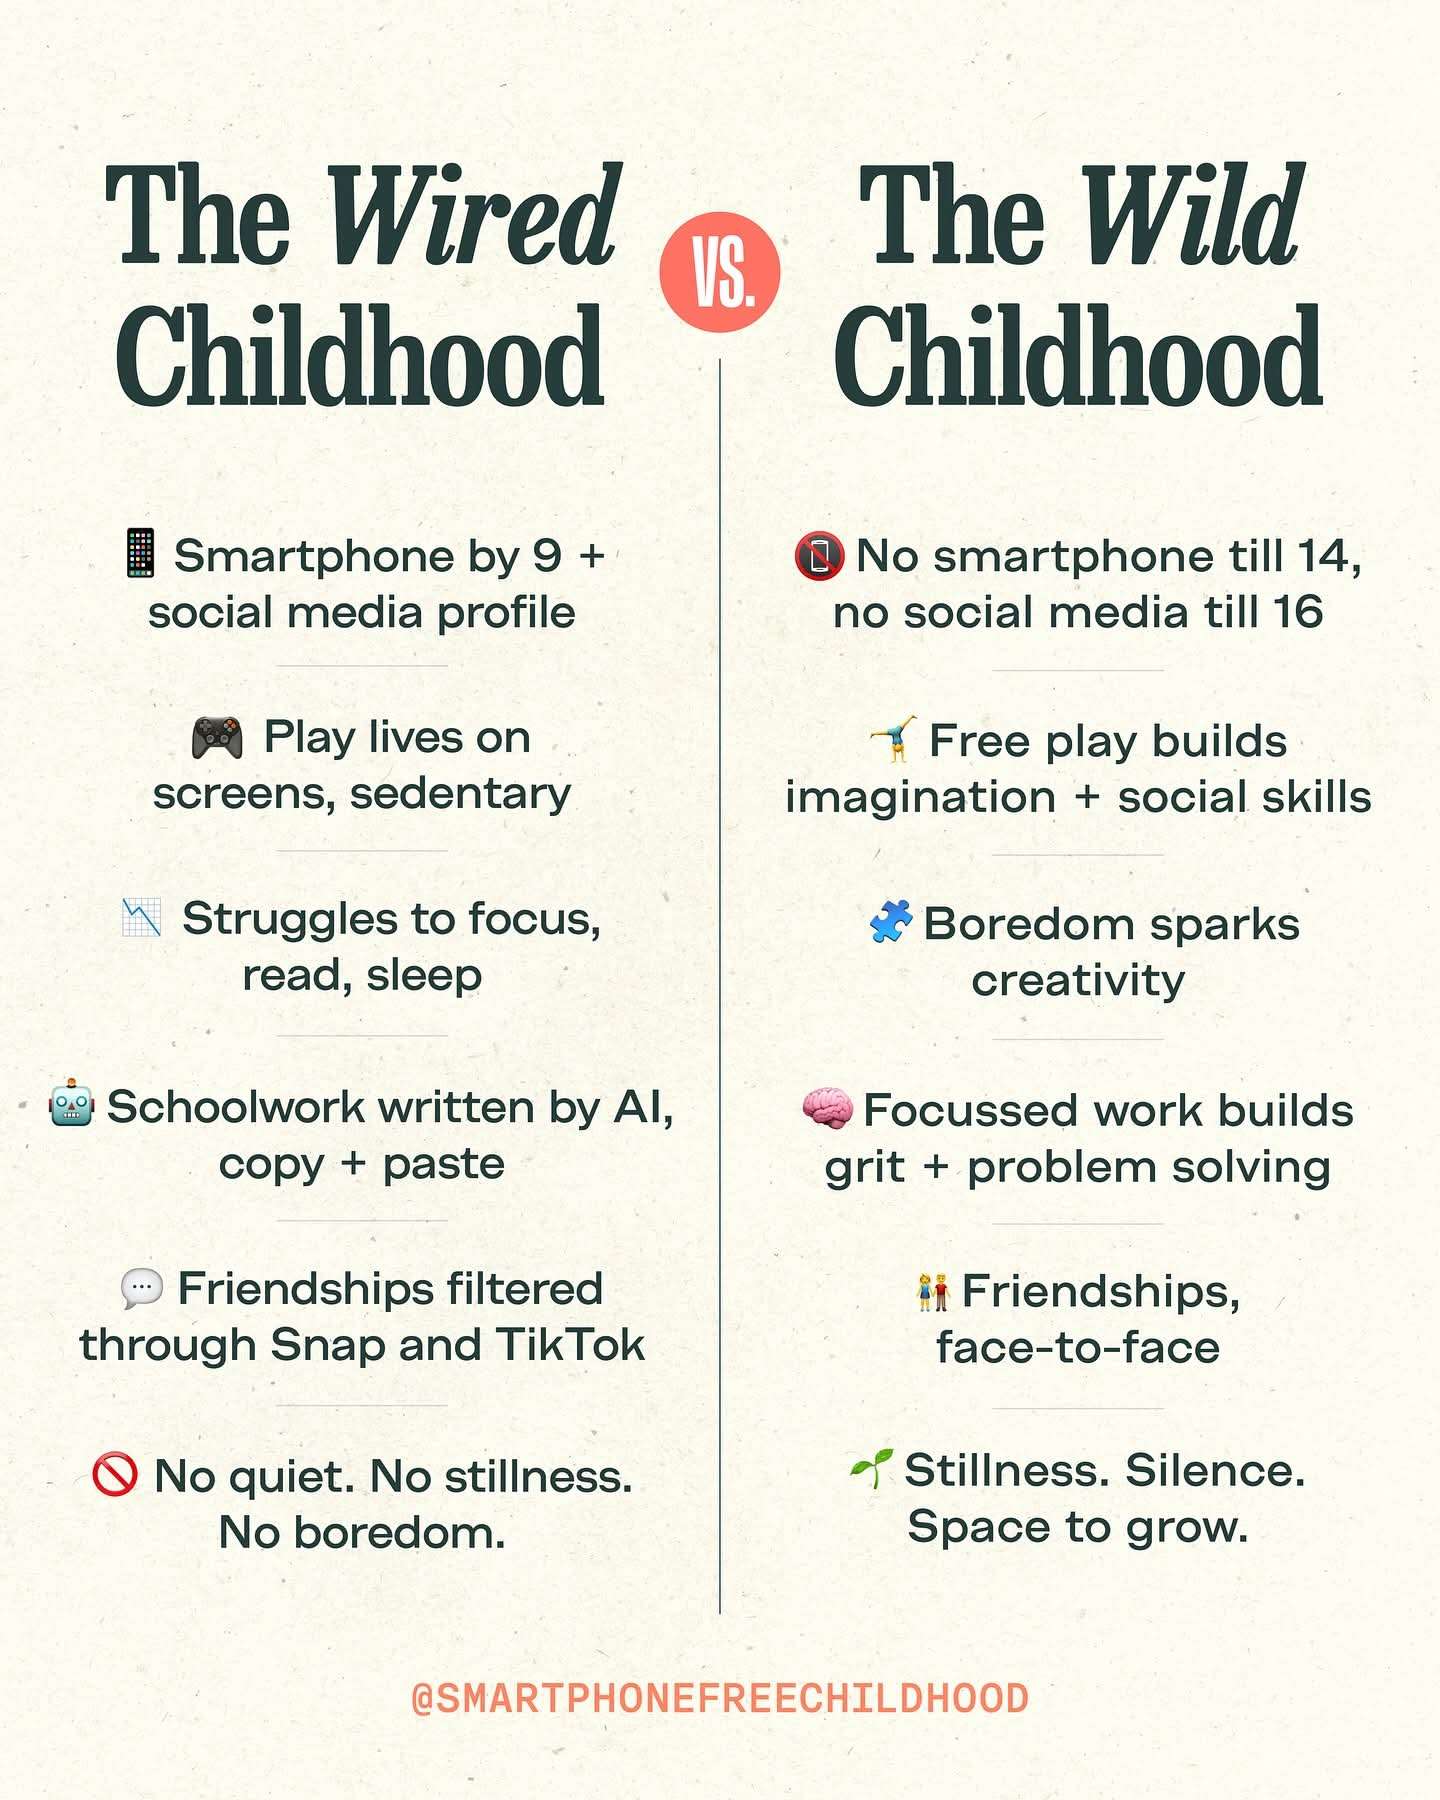 The Wired
Childhood
VS.
The Wild
Childhood
📱 Smartphone by 9 +
social media profile
🎮 Play lives on
screens, sedentary
📉 Struggles to focus,
read, sleep
🤖 Schoolwork written by AI,
copy + paste
💬 Friendships filtered
through Snap and TikTok
🚫 No quiet. No stillness.
No boredom.
📵 No smartphone till 14,
no social media till 16
🤸 Free play builds
imagination + social skills
🧩 Boredom sparks
creativity
🧠 Focussed work builds
grit + problem solving
👫 Friendships,
face-to-face
🌱 Stillness. Silence.
Space to grow.
@SMARTPHONEFREECHILDHOOD